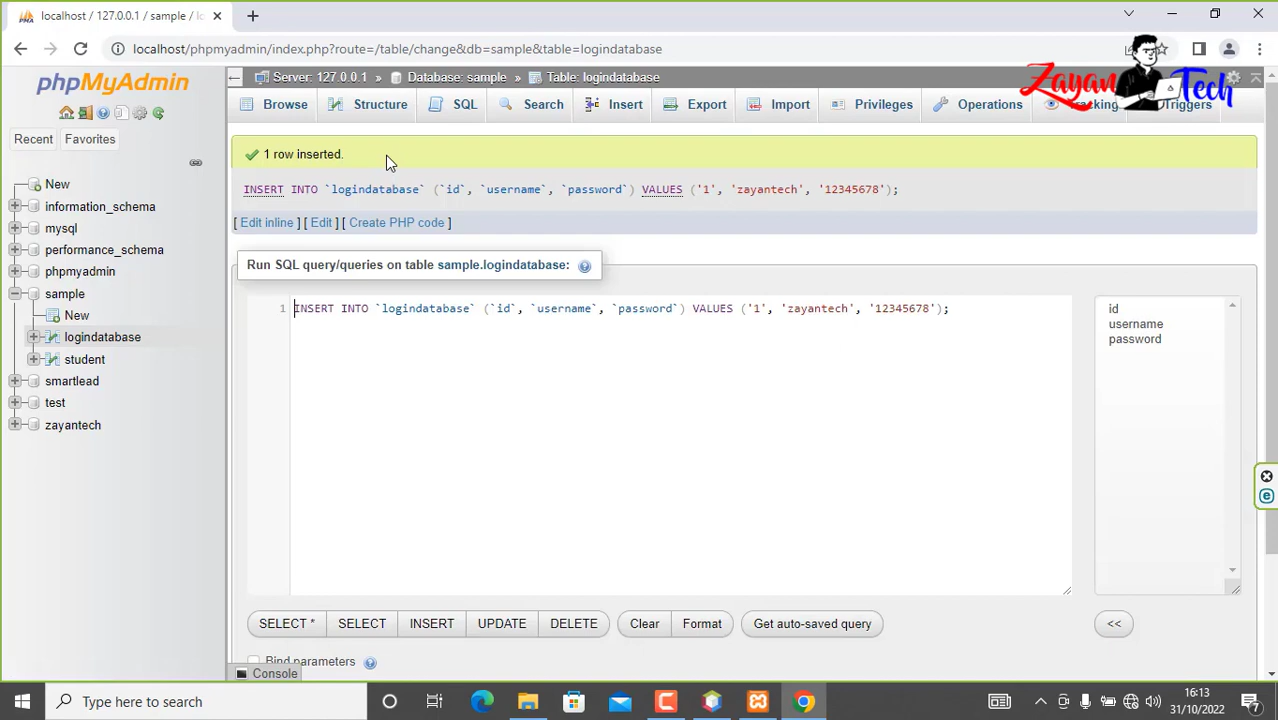 localhost / 127.0.0.1 / sample / lo
localhost/phpmyadmin/index.php?route=/table/change&db=sample&table=logindatabase
phpMyAdmin
Server: 127.0.0.1 » Database: sample » Table: logindatabase
Zayan Tech
Browse Structure SQL Search Insert Export Import Privileges Operations Tracking Triggers
Recent Favorites
New
information_schema
mysql
performance_schema
phpmyadmin
sample
New
logindatabase
student
smartlead
test
zayantech
1 row inserted.
INSERT INTO `logindatabase` (`id`, `username`, `password`) VALUES ('1', 'zayantech', '12345678');
[ Edit inline ] [ Edit ] [ Create PHP code ]
Run SQL query/queries on table sample.logindatabase:
1 INSERT INTO `logindatabase` (`id`, `username`, `password`) VALUES ('1', 'zayantech', '12345678');
id
username
password
SELECT * SELECT INSERT UPDATE DELETE Clear Format Get auto-saved query <<
Bind parameters
Console
Type here to search
16:13
31/10/2022
7